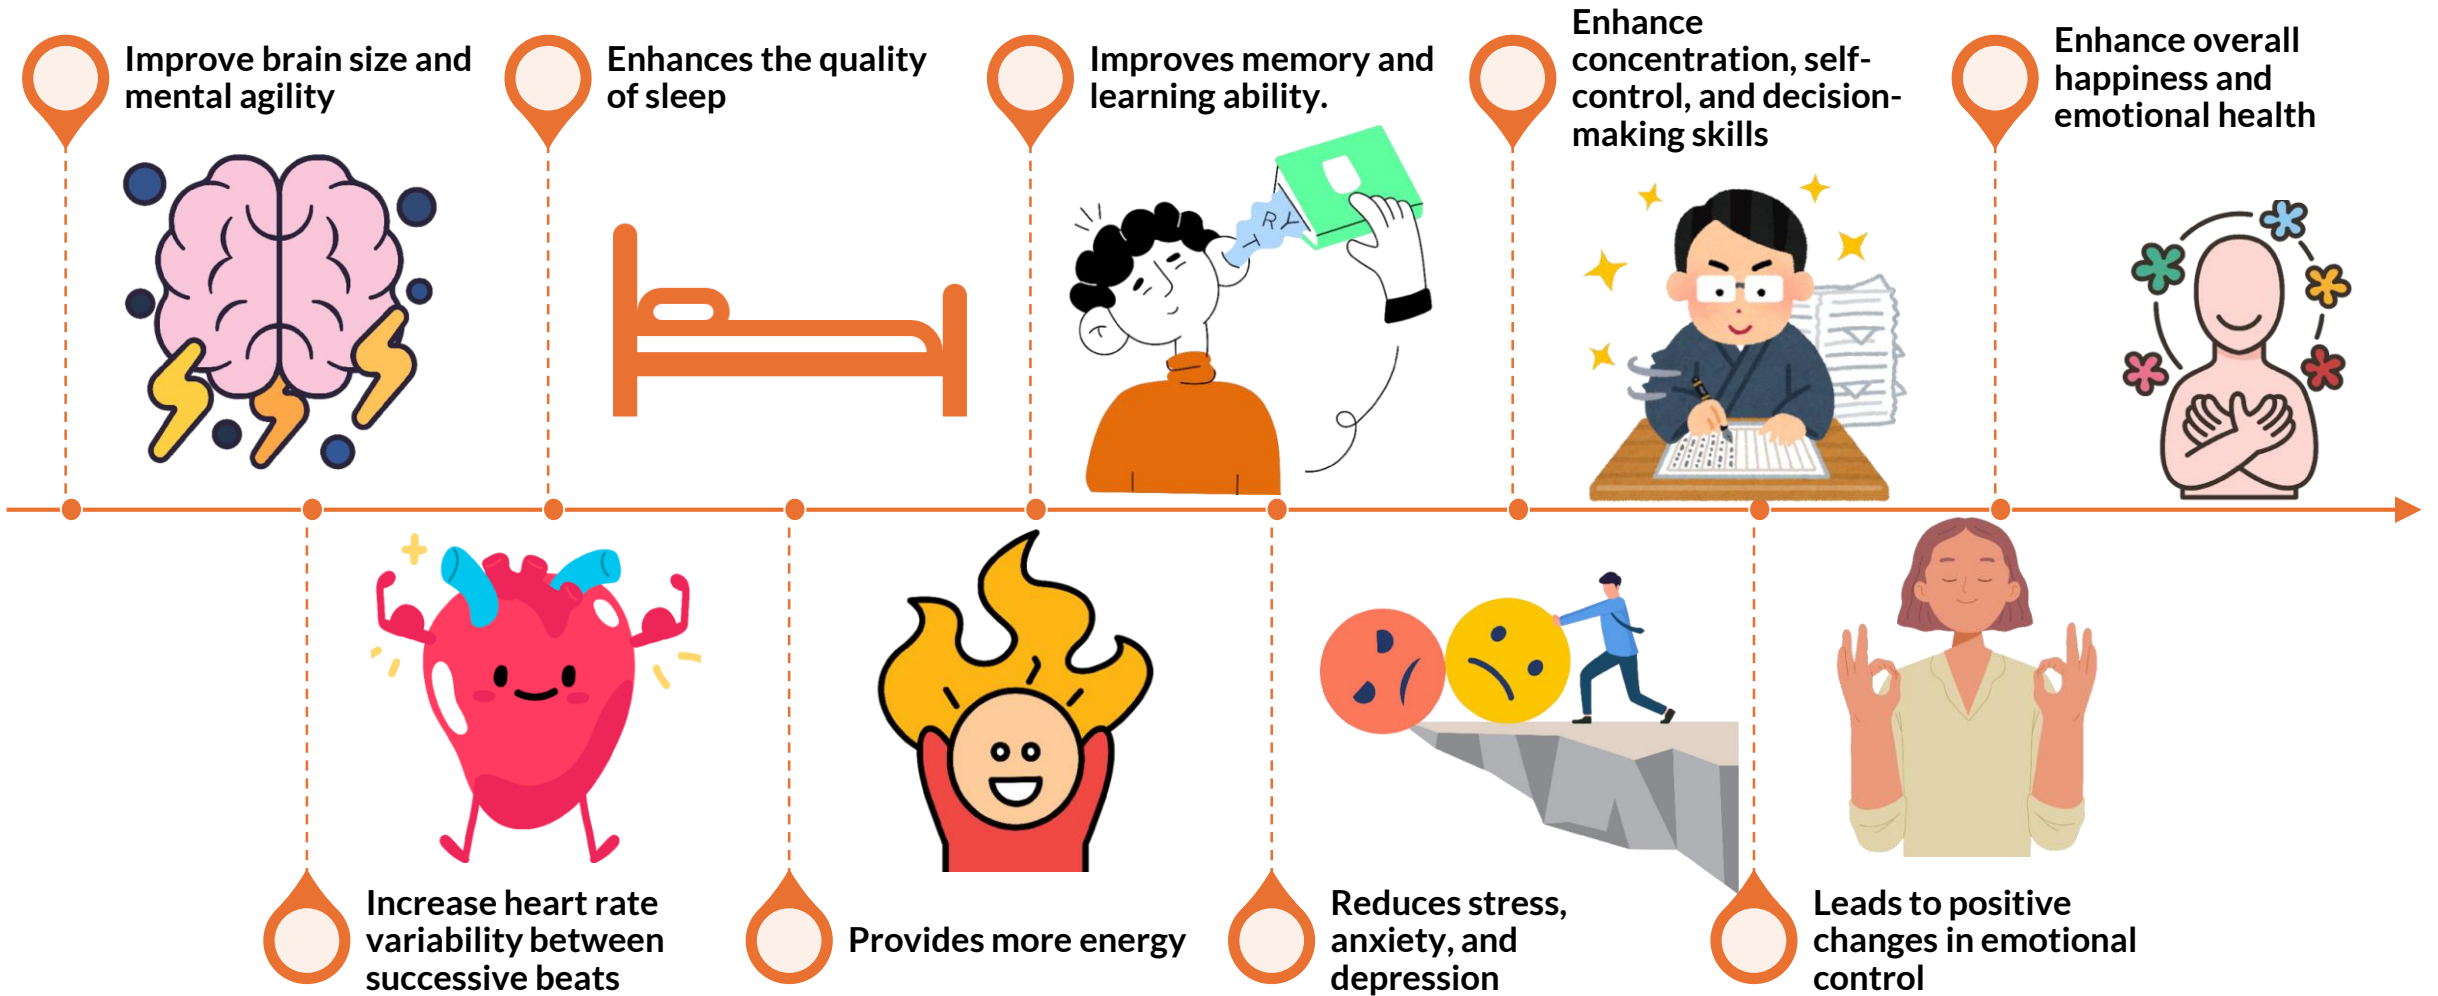 Improve brain size and
mental agility
Increase heart rate
variability between
successive beats
Enhances the quality
of sleep
Provides more energy
Improves memory and
learning ability.
RY
Reduces stress,
anxiety, and
depression
Enhance
concentration, self-
control, and decision-
making skills
Leads to positive
changes in emotional
control
Enhance overall
happiness and
emotional health